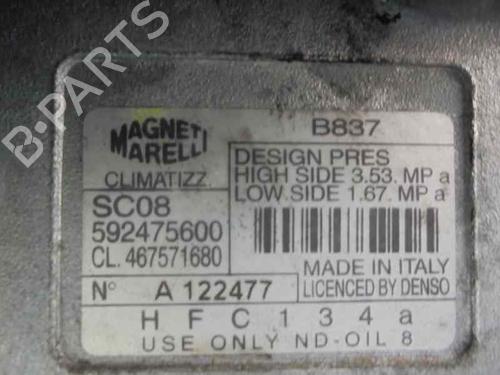 B-PARTS
MAGNETI
MARELLI
CLIMATIZZ.
B837
DESIGN PRES
HIGH SIDE 3.53. MP a
LOW SIDE 1.67. MP a
SC08
592475600
CL. 467571680
MADE IN ITALY
LICENCED BY DENSO
N° A 122477
H F C 1 3 4 a
USE ONLY ND-OIL 8